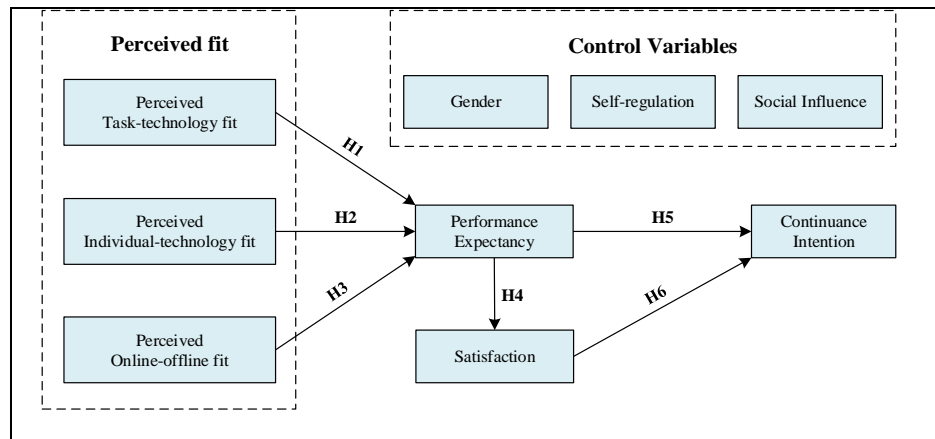 Perceived fit
Control Variables
Perceived
Task-technology fit
Gender
Self-regulation
Social Influence
H1
Perceived
Individual-technology fit
H2
Performance
Expectancy
H5
Continuance
Intention
H3
H4
H6
Perceived
Online-offline fit
Satisfaction